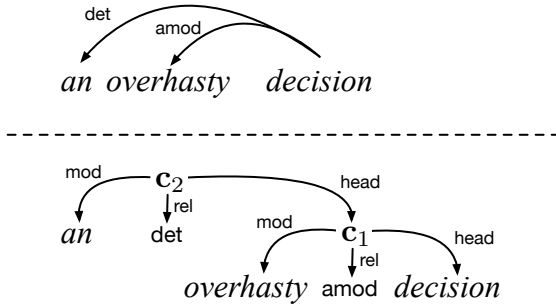 det
amod
an overhasty decision
mod c₂ head
rel
an det mod c₁ head
rel
overhasty amod decision